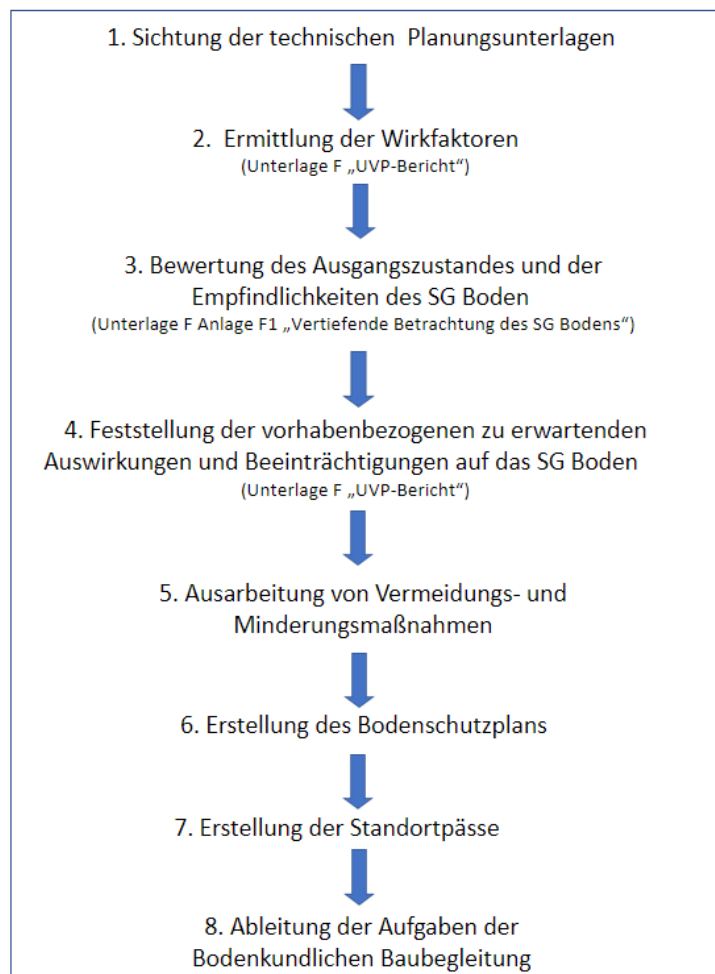 1. Sichtung der technischen Planungsunterlagen
2. Ermittlung der Wirkfaktoren
(Unterlage F „UVP-Bericht“)
3. Bewertung des Ausgangszustandes und der
Empfindlichkeiten des SG Boden
(Unterlage F Anlage F1 „Vertiefende Betrachtung des SG Bodens“)
4. Feststellung der vorhabenbezogenen zu erwartenden
Auswirkungen und Beeinträchtigungen auf das SG Boden
(Unterlage F „UVP-Bericht“)
5. Ausarbeitung von Vermeidungs- und
Minderungsmaßnahmen
6. Erstellung des Bodenschutzplans
7. Erstellung der Standortpässe
8. Ableitung der Aufgaben der
Bodenkundlichen Baubegleitung